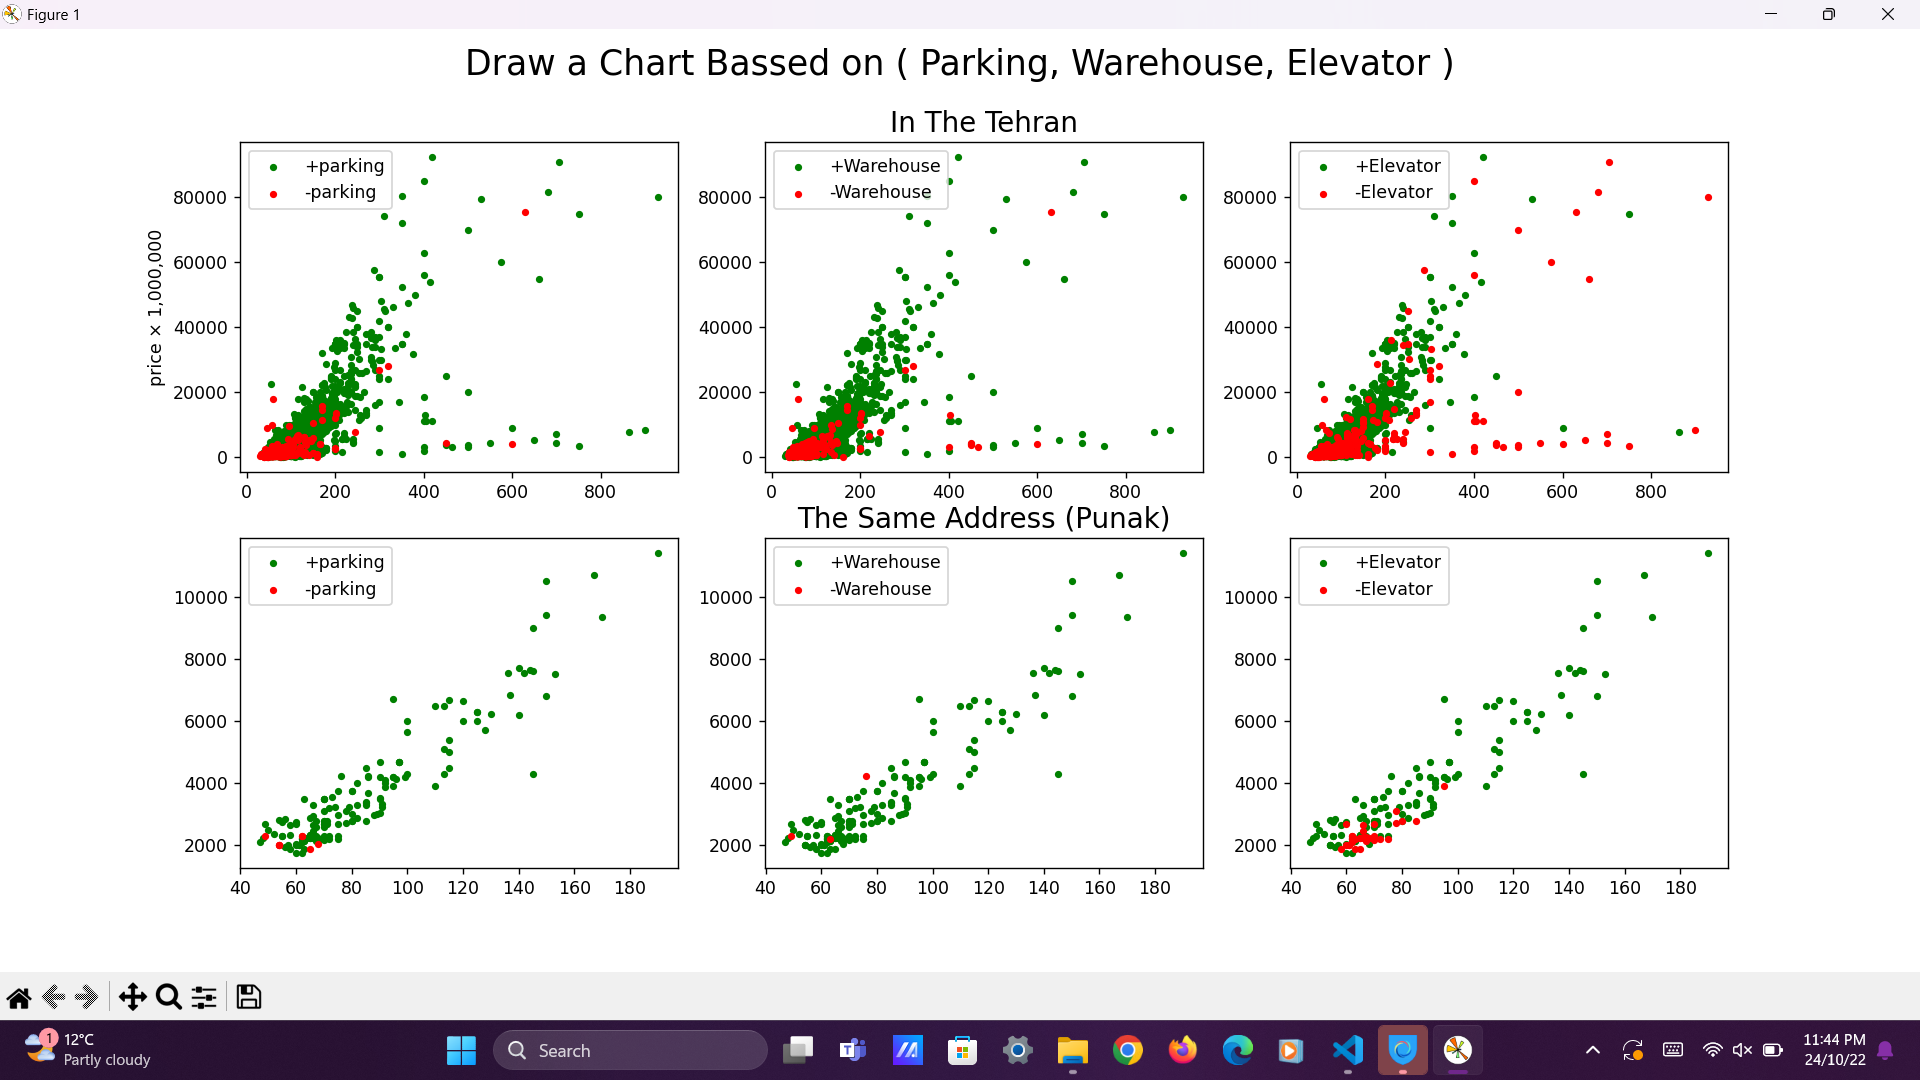 Figure 1
Draw a Chart Bassed on ( Parking, Warehouse, Elevator )
In The Tehran
+parking
-parking
+Warehouse
-Warehouse
+Elevator
-Elevator
price × 1,000,000
80000
60000
40000
20000
0
80000
60000
40000
20000
0
80000
60000
40000
20000
0
0 200 400 600 800
0 200 400 600 800
0 200 400 600 800
The Same Address (Punak)
+parking
-parking
+Warehouse
-Warehouse
+Elevator
-Elevator
10000
8000
6000
4000
2000
10000
8000
6000
4000
2000
10000
8000
6000
4000
2000
40 60 80 100 120 140 160 180
40 60 80 100 120 140 160 180
40 60 80 100 120 140 160 180
1
12°C
Partly cloudy
Search
11:44 PM
24/10/22